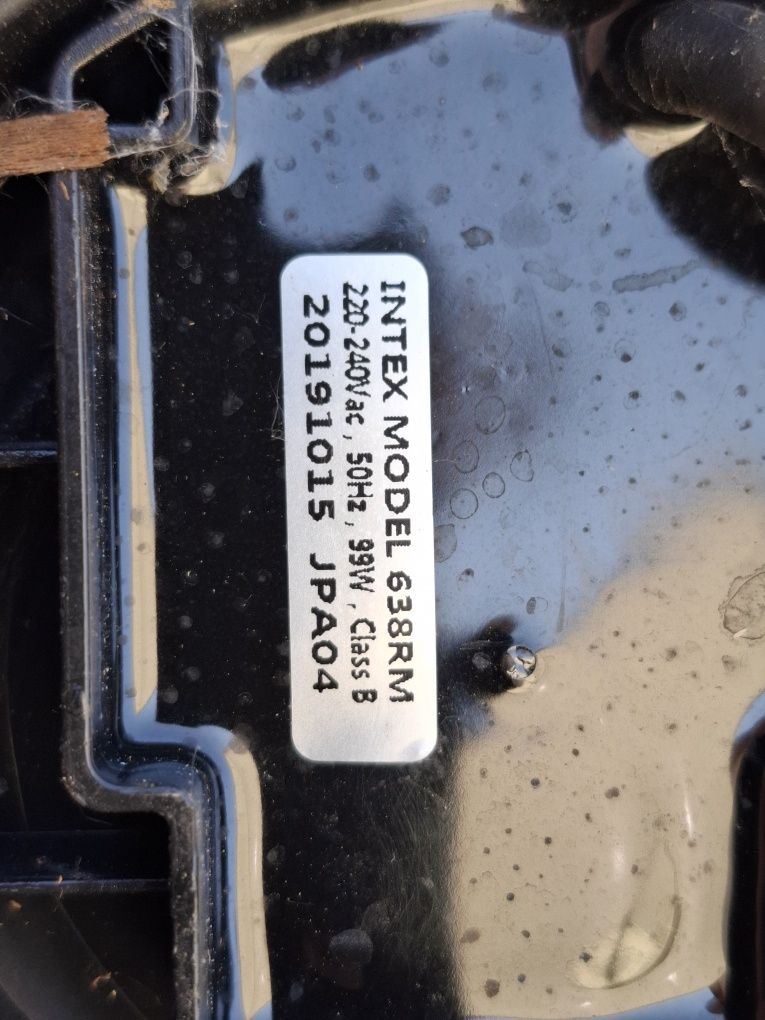 INTEX MODEL 638RM
220-240Vac , 50Hz , 99W , Class B
20191015 JPA04